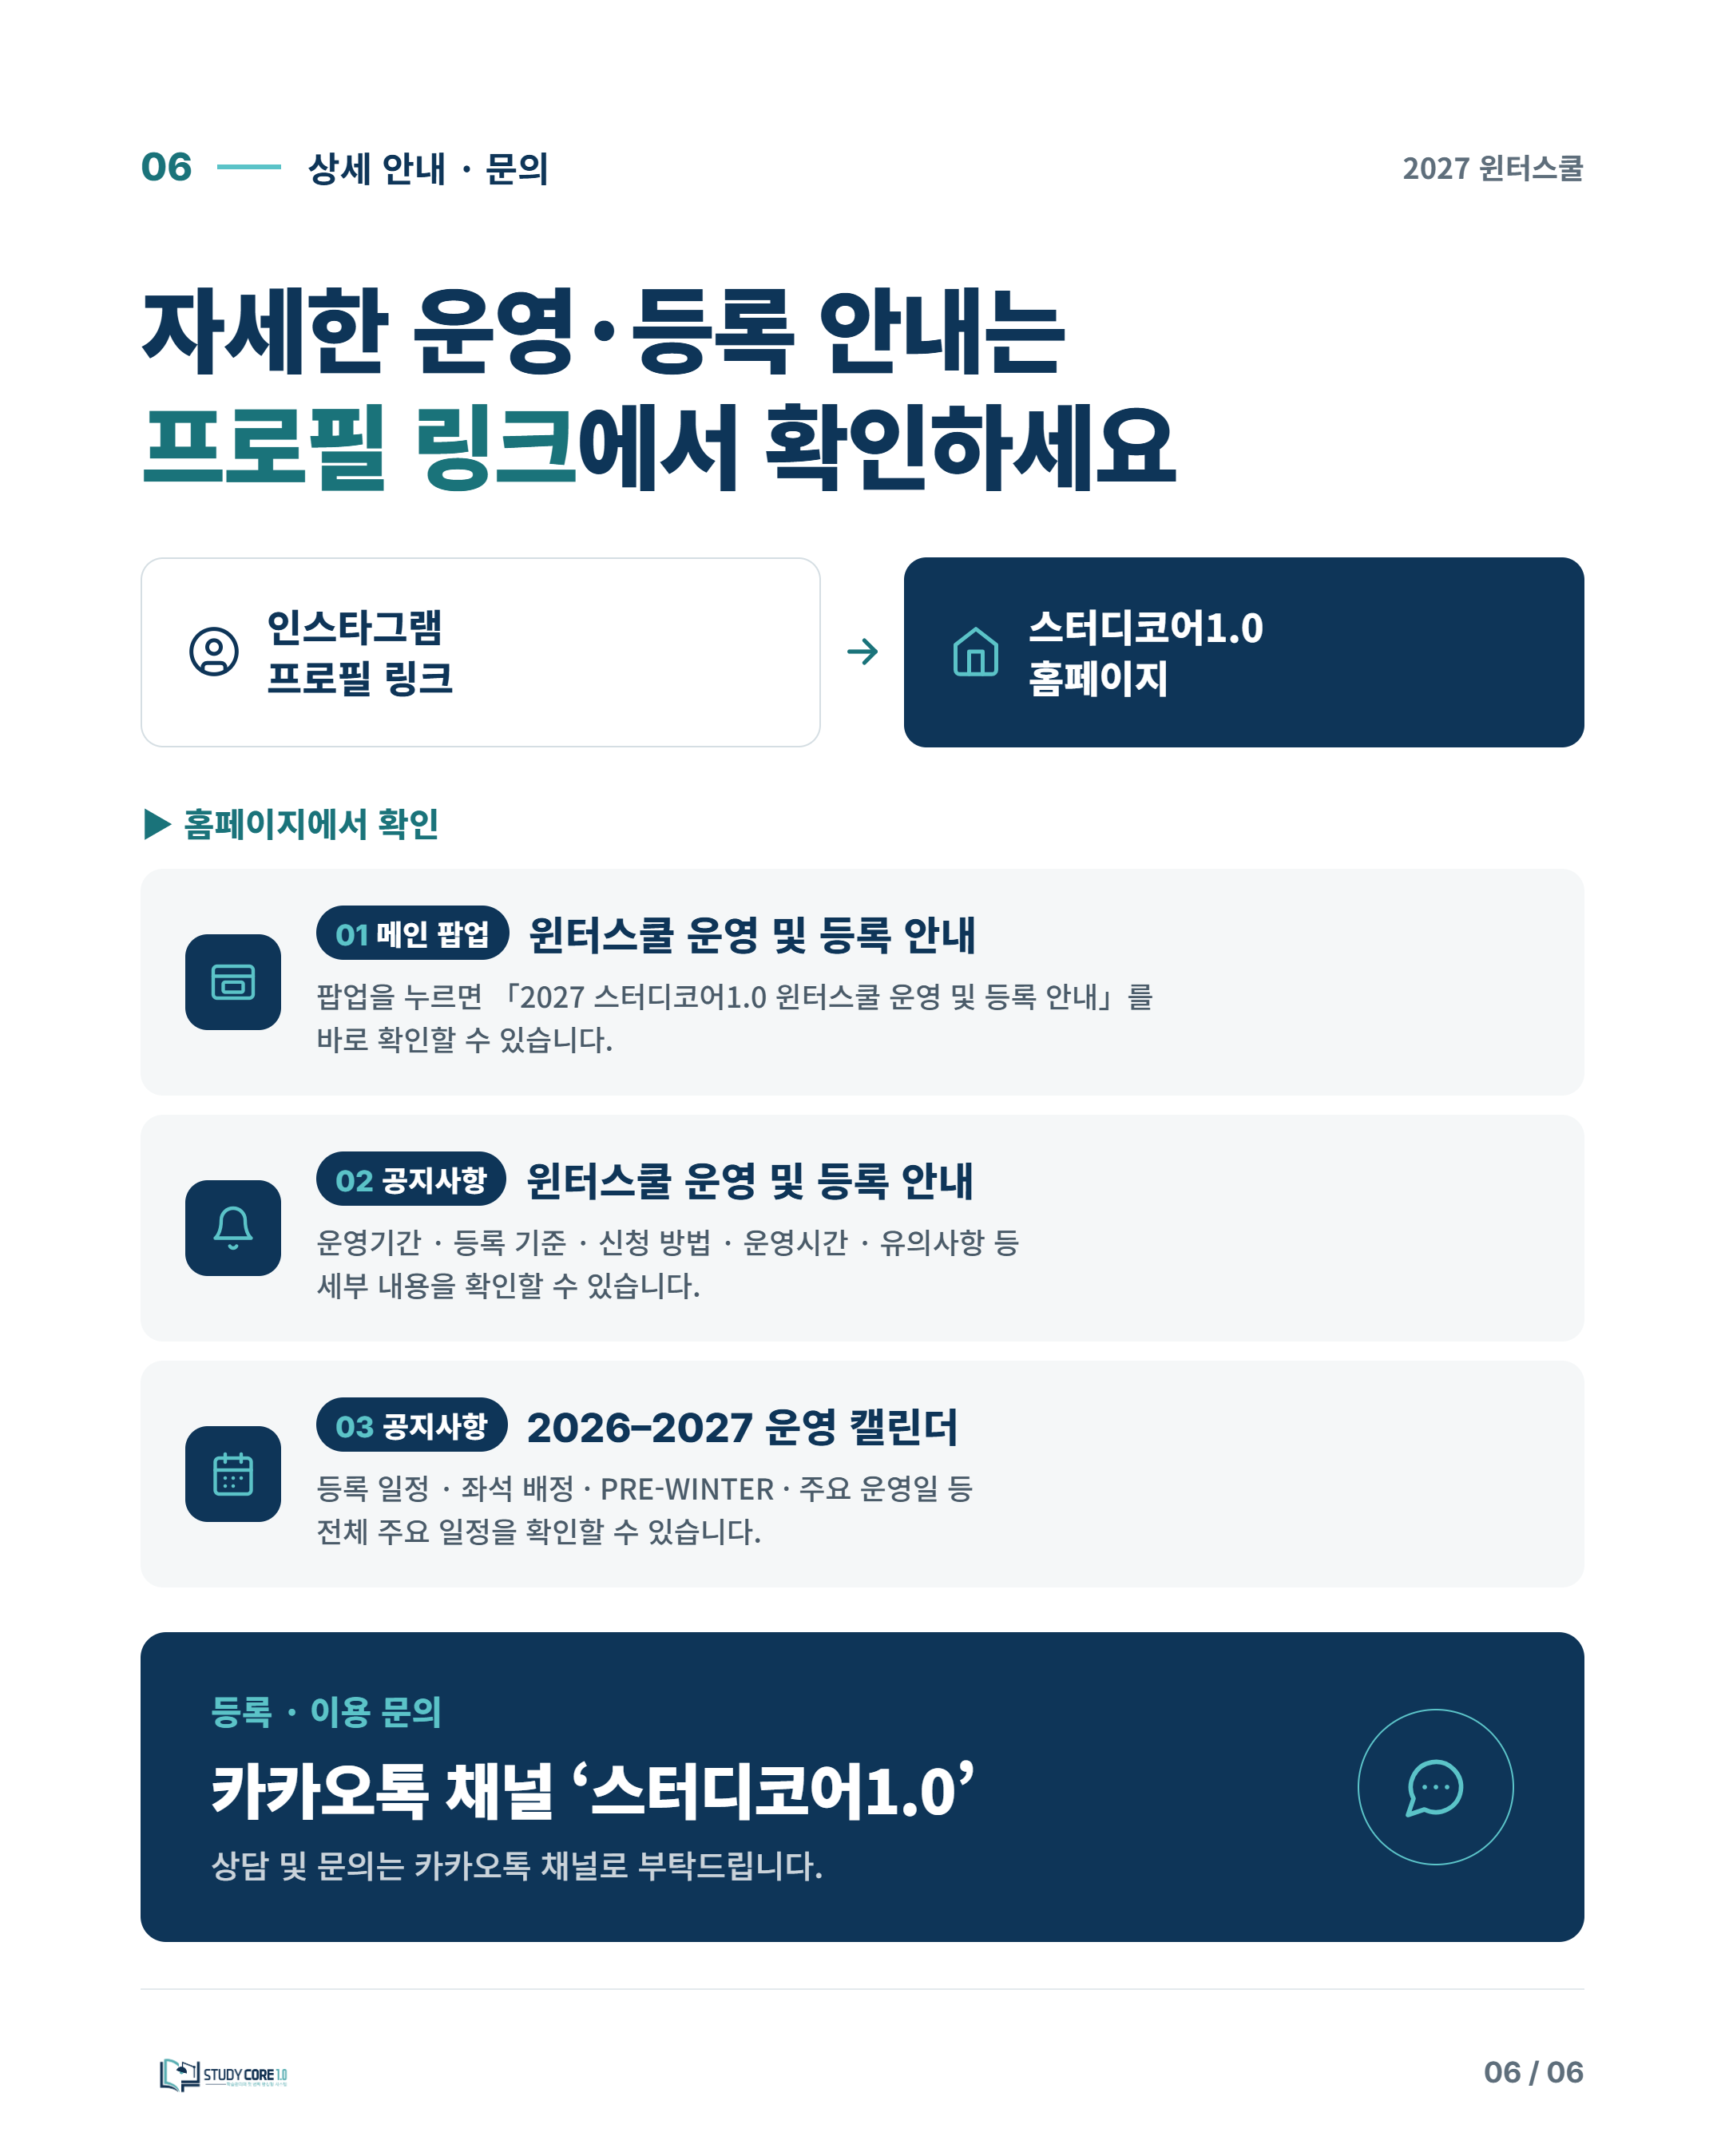 06 상세 안내 · 문의
2027 윈터스쿨
자세한 운영·등록 안내는
프로필 링크에서 확인하세요
인스타그램
프로필 링크
→
스터디코어1.0
홈페이지
▶ 홈페이지에서 확인
01 메인 팝업 윈터스쿨 운영 및 등록 안내
팝업을 누르면 「2027 스터디코어1.0 윈터스쿨 운영 및 등록 안내」를
바로 확인할 수 있습니다.
02 공지사항 윈터스쿨 운영 및 등록 안내
운영기간 · 등록 기준 · 신청 방법 · 운영시간 · 유의사항 등
세부 내용을 확인할 수 있습니다.
03 공지사항 2026–2027 운영 캘린더
등록 일정 · 좌석 배정 · PRE-WINTER · 주요 운영일 등
전체 주요 일정을 확인할 수 있습니다.
등록 · 이용 문의
카카오톡 채널 ‘스터디코어1.0’
상담 및 문의는 카카오톡 채널로 부탁드립니다.
STUDY CORE 1.0
06 / 06